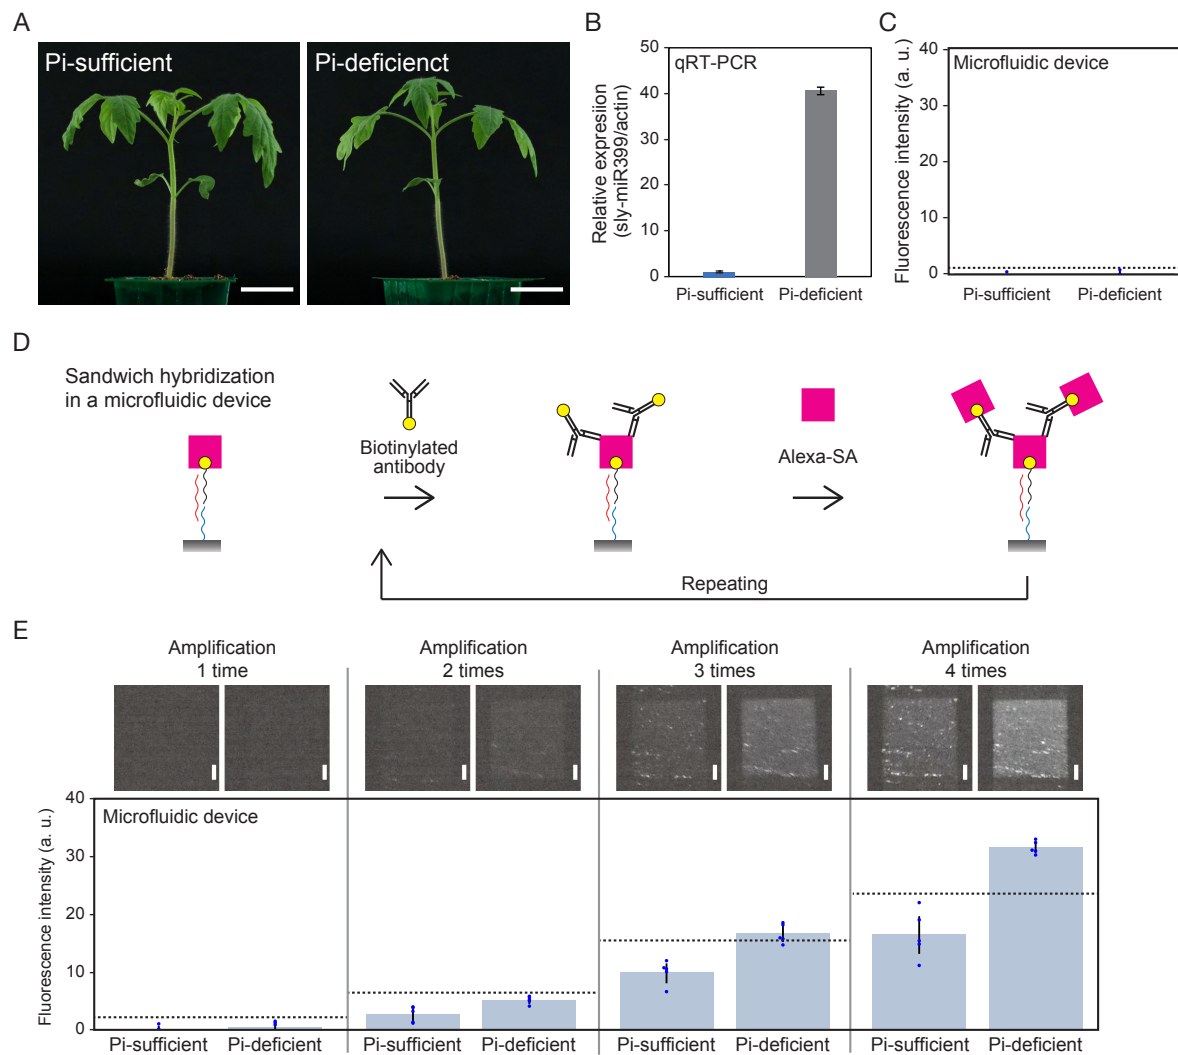 A
Pi-sufficient
Pi-deficienct
B
qRT-PCR
Relative expresiion
(sly-miR399/actin)
50
40
30
20
10
0
Pi-sufficient
Pi-deficient
C
Microfluidic device
Fluorescence intensity (a. u.)
40
30
20
10
0
Pi-sufficient
Pi-deficient
D
Sandwich hybridization
in a microfluidic device
Biotinylated
antibody
Alexa-SA
Repeating
E
Amplification
1 time
Amplification
2 times
Amplification
3 times
Amplification
4 times
Microfluidic device
Fluorescence intensity (a. u.)
40
30
20
10
0
Pi-sufficient
Pi-deficient
Pi-sufficient
Pi-deficient
Pi-sufficient
Pi-deficient
Pi-sufficient
Pi-deficient